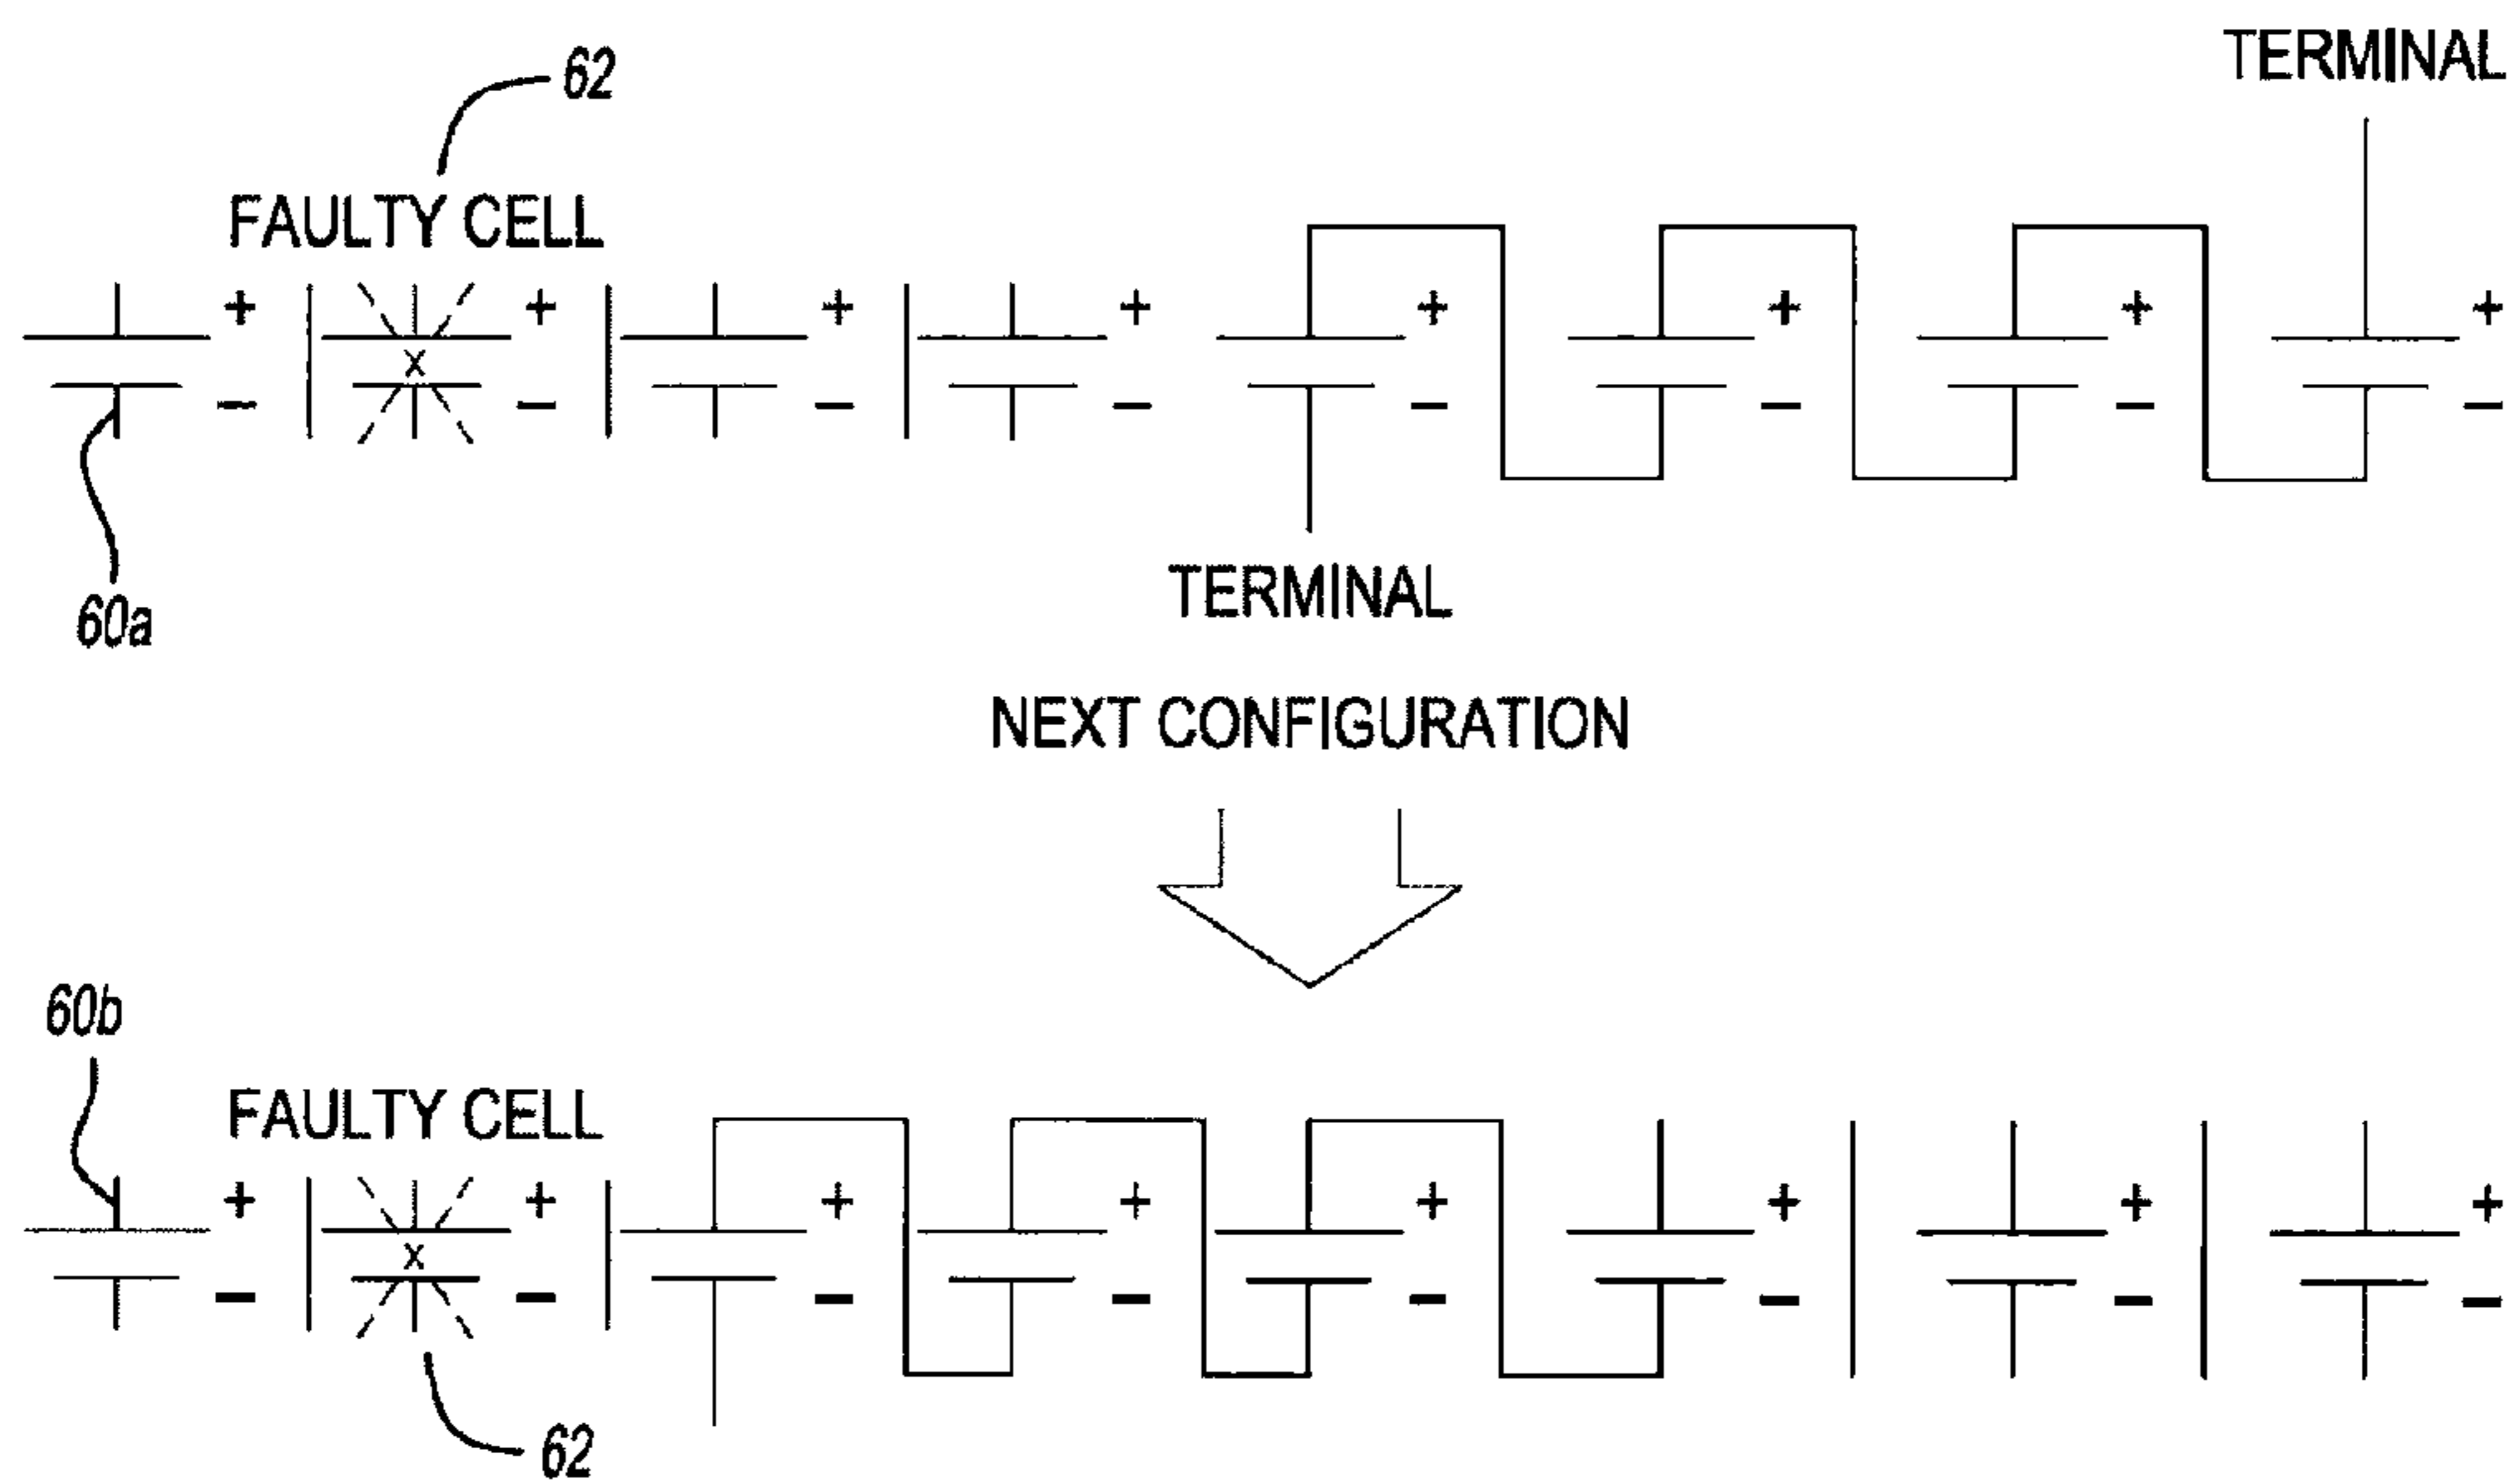 62
TERMINAL
FAULTY CELL
+ + + + + + + +
x
− − − − − − − −
TERMINAL
60a
NEXT CONFIGURATION
60b
FAULTY CELL
+ + + + + + + +
x
− − − − − − − −
62